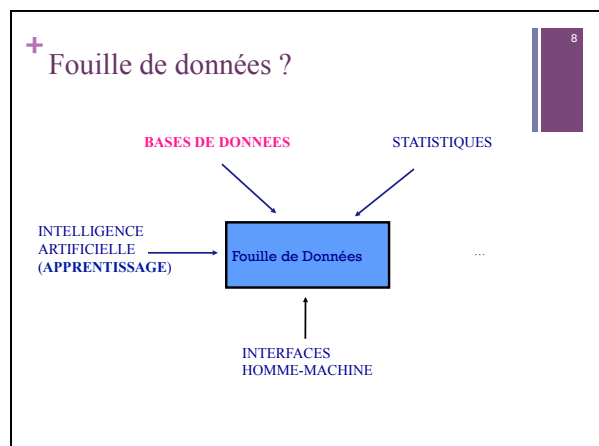 8
+ Fouille de données ?
BASES DE DONNEES
STATISTIQUES
INTELLIGENCE
ARTIFICIELLE
(APPRENTISSAGE)
Fouille de Données
...
INTERFACES
HOMME-MACHINE